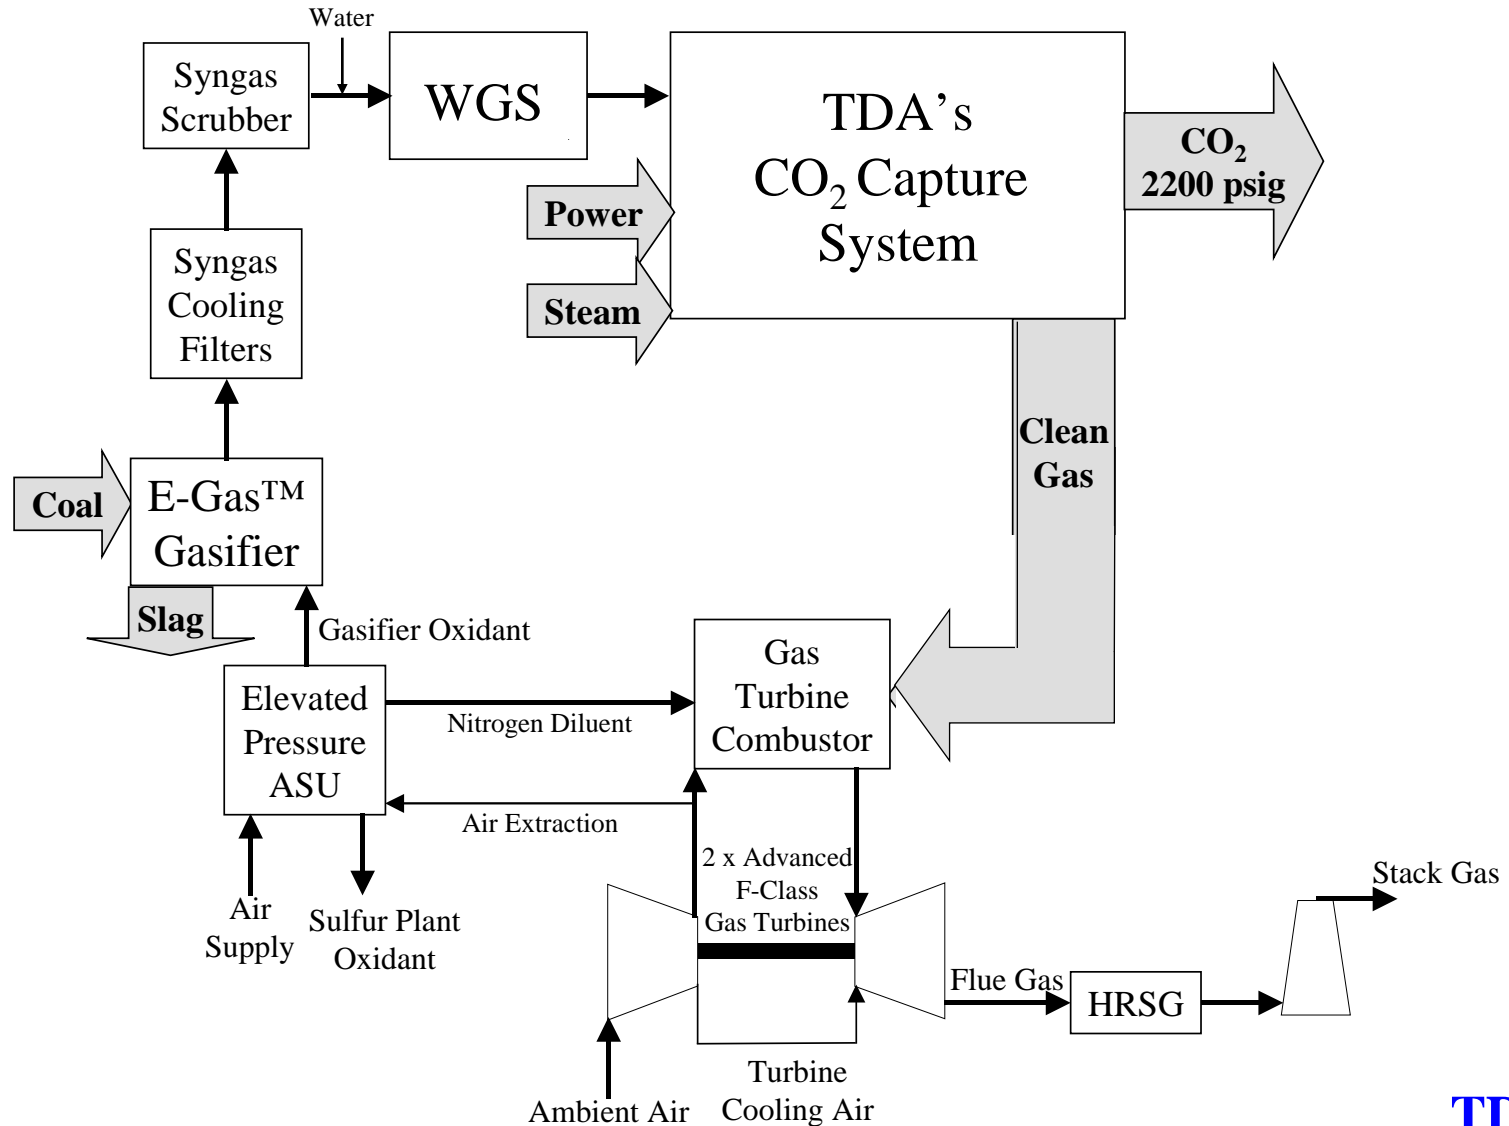 Water
Syngas
Scrubber
WGS
TDA's
CO₂ Capture
System
CO₂
2200 psig
Power
Steam
Syngas
Cooling
Filters
Clean
Gas
Coal
E-Gas™
Gasifier
Slag
Gasifier Oxidant
Gas
Turbine
Combustor
Elevated
Pressure
ASU
Nitrogen Diluent
Air Extraction
2 x Advanced
F-Class
Gas Turbines
Stack Gas
Air
Supply
Sulfur Plant
Oxidant
Flue Gas
HRSG
Turbine
Cooling Air
Ambient Air